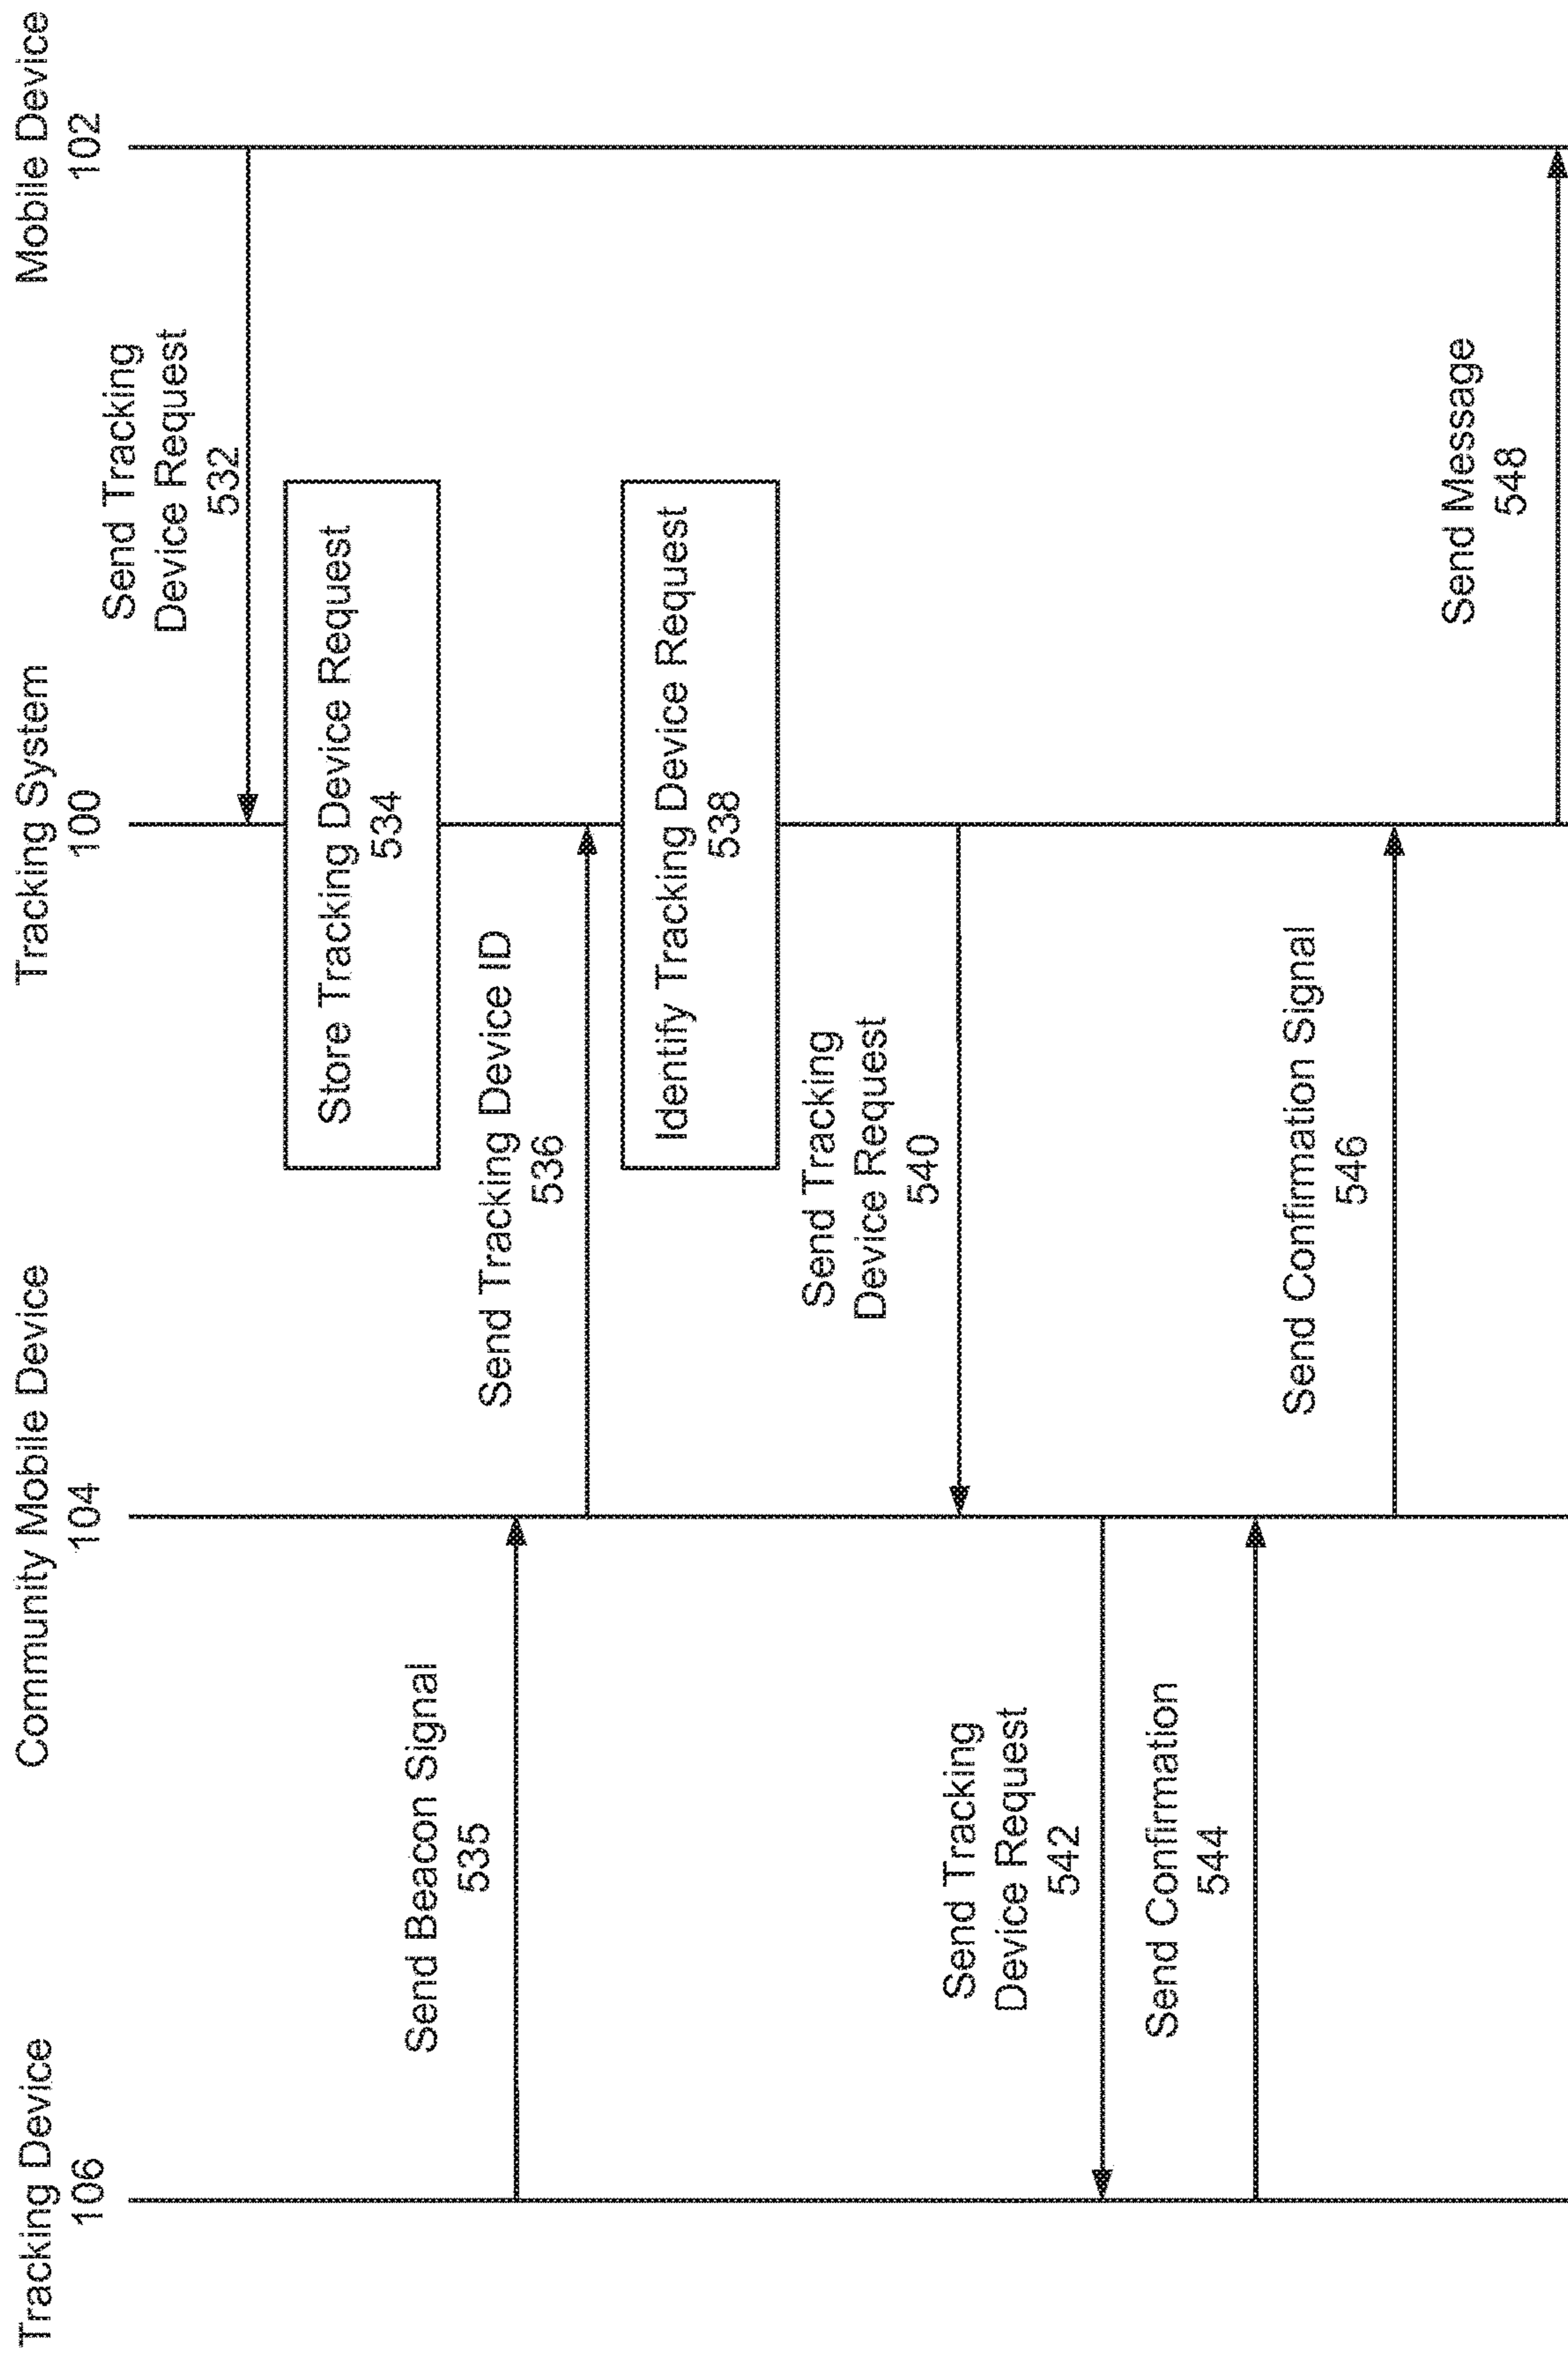 Tracking Device
106
Community Mobile Device
104
Tracking System
100
Mobile Device
102
Send Tracking
Device Request
532
Store Tracking Device Request
534
Send Beacon Signal
535
Send Tracking Device ID
536
Identify Tracking Device Request
538
Send Tracking
Device Request
540
Send Tracking
Device Request
542
Send Confirmation
544
Send Confirmation Signal
546
Send Message
548